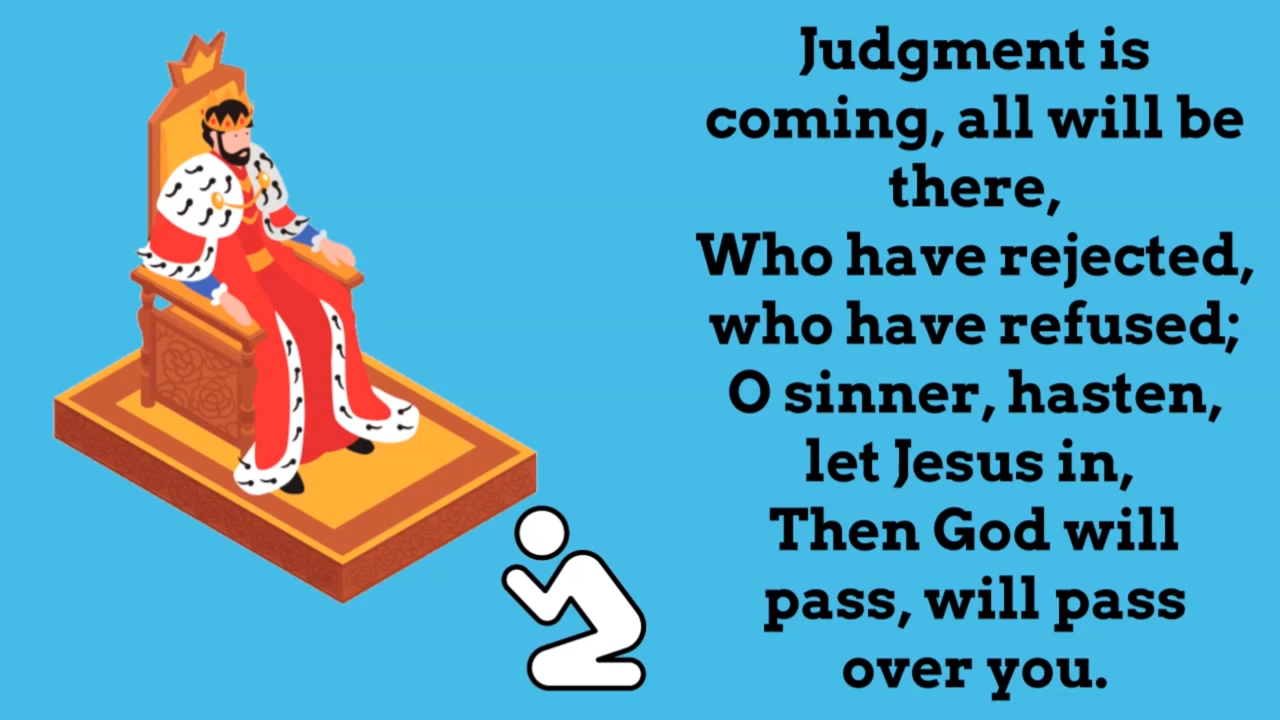 Judgment is
coming, all will be
there,
Who have rejected,
who have refused;
O sinner, hasten,
let Jesus in,
Then God will
pass, will pass
over you.